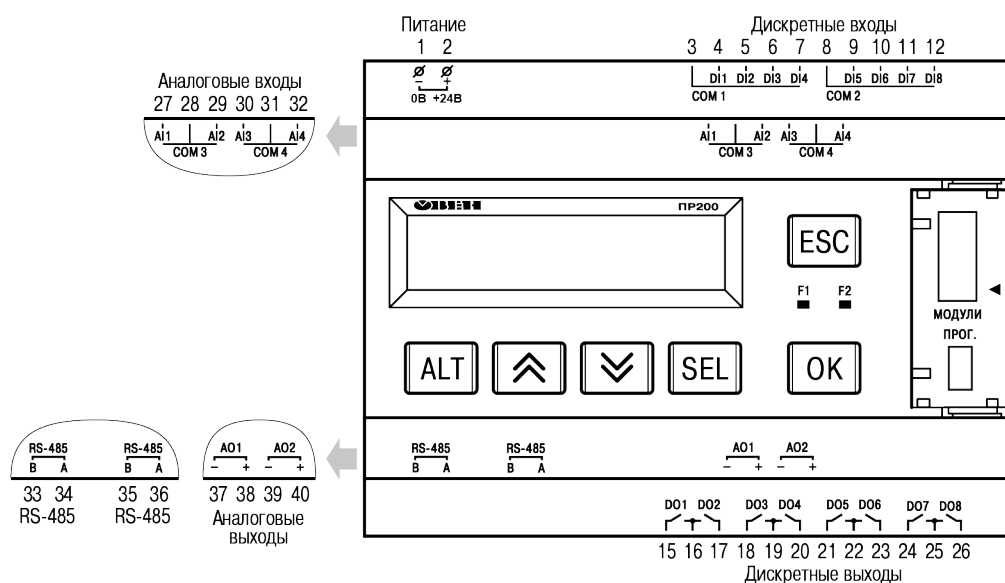 Питание
1 2
Дискретные входы
3 4 5 6 7 8 9 10 11 12
– +
0В +24В
DI1 DI2 DI3 DI4 DI5 DI6 DI7 DI8
COM 1 COM 2
Аналоговые входы
27 28 29 30 31 32
AI1 AI2 AI3 AI4
COM 3 COM 4
AI1 AI2 AI3 AI4
COM 3 COM 4
ОВЕН ПР200
ESC
F1 F2
МОДУЛИ
ПРОГ.
ALT SEL OK
RS-485 RS-485 AO1 AO2
B A B A – + – +
33 34 35 36 37 38 39 40
RS-485 RS-485 Аналоговые
выходы
RS-485 RS-485 AO1 AO2
B A B A – + – +
DO1 DO2 DO3 DO4 DO5 DO6 DO7 DO8
15 16 17 18 19 20 21 22 23 24 25 26
Дискретные выходы